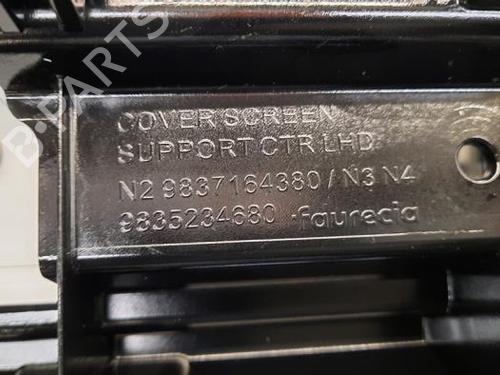 B-PARTS
COVER SCREEN
SUPPORT CTR LHD
N2 9837164380 / N3 N4
9835234680 faurecia